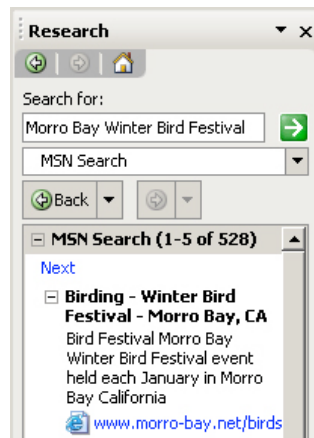 Research
Search for:
Morro Bay Winter Bird Festival
MSN Search
Back
MSN Search (1-5 of 528)
Next
Birding - Winter Bird
Festival - Morro Bay, CA
Bird Festival Morro Bay
Winter Bird Festival event
held each January in Morro
Bay California
www.morro-bay.net/birds